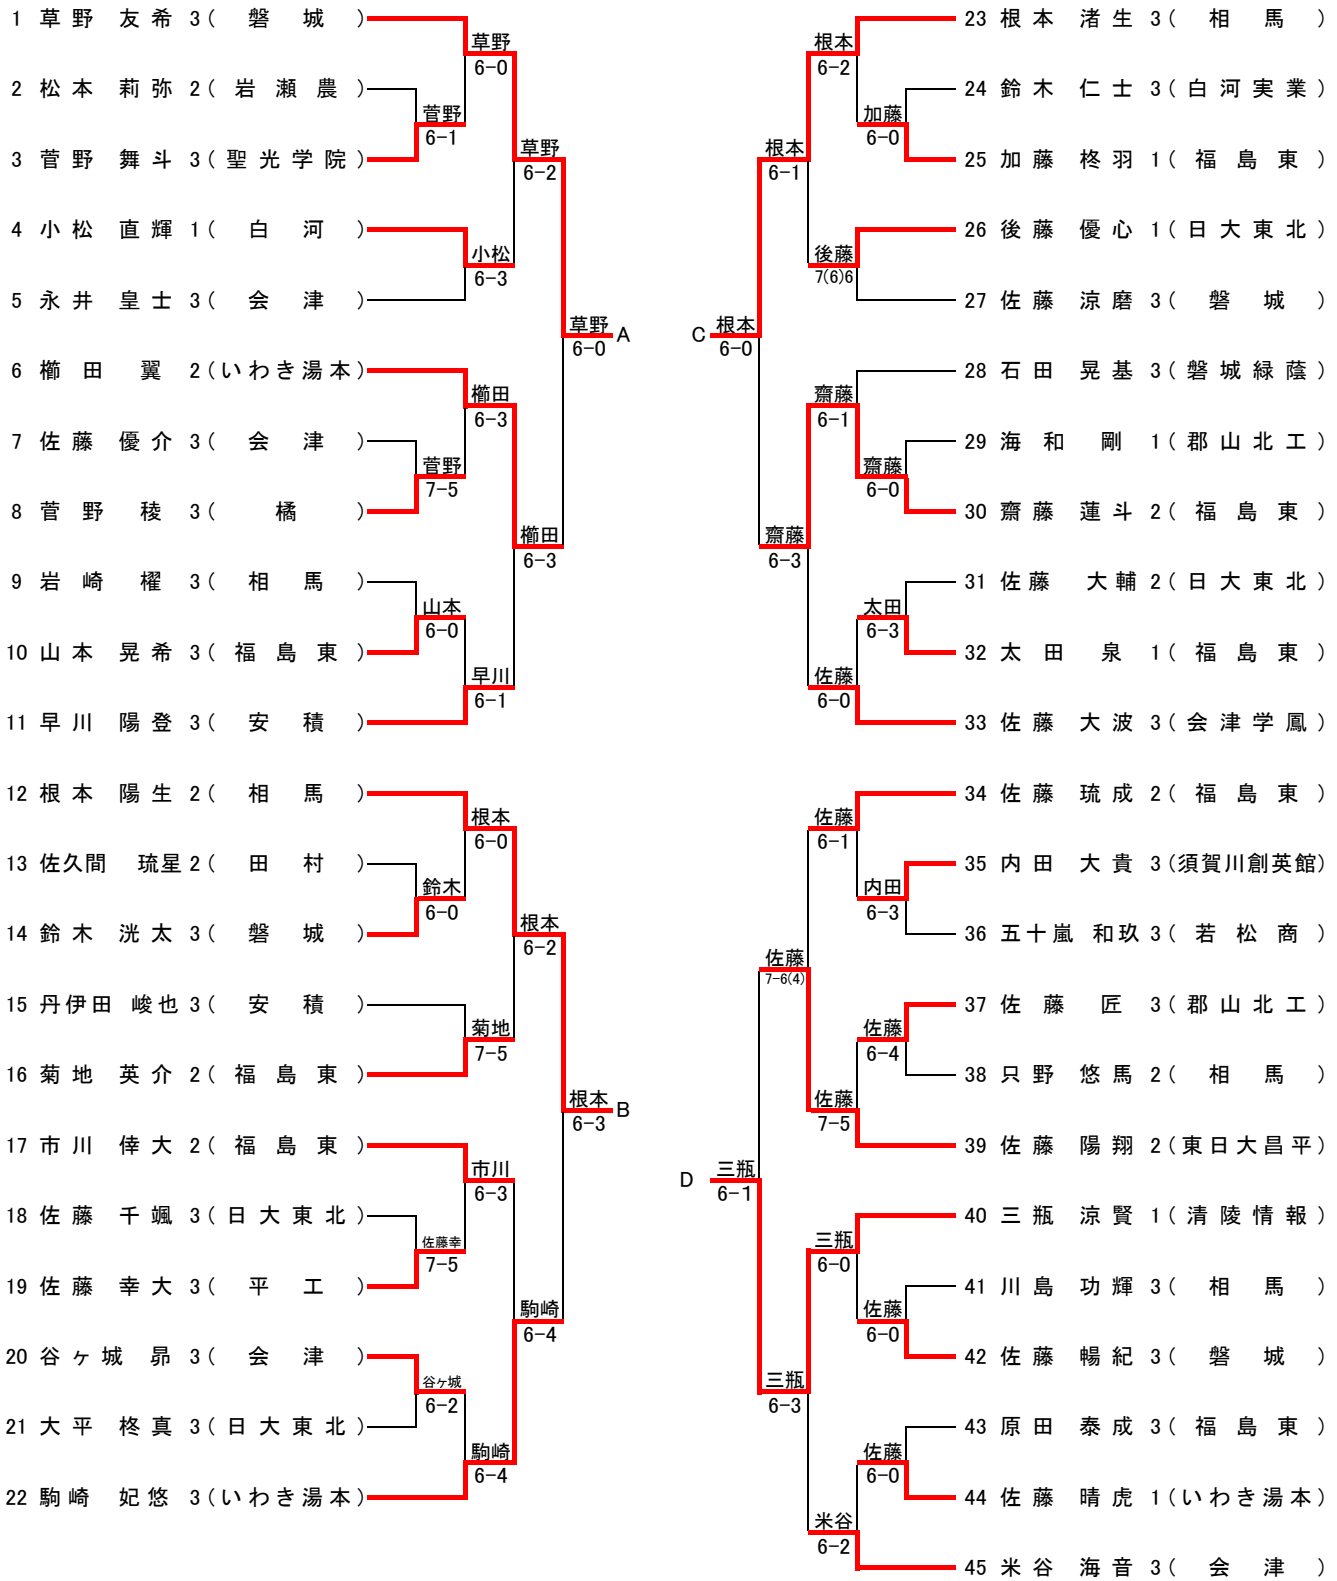 1 草野 友希 3(磐城)
草野
6-0
2 松本 莉弥 2(岩瀬農)
菅野
6-1
3 菅野 舞斗 3(聖光学院)
草野
6-2
4 小松 直輝 1(白河)
小松
6-3
5 永井 皇士 3(会津)
草野 A
6-0
6 櫛田 翼 2(いわき湯本)
櫛田
6-3
7 佐藤 優介 3(会津)
菅野
7-5
8 菅野 稜 3(橘)
櫛田
6-3
9 岩崎 櫂 3(相馬)
山本
6-0
10 山本 晃希 3(福島東)
早川
6-1
11 早川 陽登 3(安積)
12 根本 陽生 2(相馬)
根本
6-0
13 佐久間 琉星 2(田村)
鈴木
6-0
14 鈴木 洸太 3(磐城)
根本
6-2
15 丹伊田 峻也 3(安積)
菊地
7-5
16 菊地 英介 2(福島東)
根本 B
6-3
17 市川 倖大 2(福島東)
市川
6-3
18 佐藤 千颯 3(日大東北)
佐藤幸
7-5
19 佐藤 幸大 3(平工)
駒崎
6-4
20 谷ヶ城 昴 3(会津)
谷ケ城
6-2
21 大平 柊真 3(日大東北)
駒崎
6-4
22 駒崎 妃悠 3(いわき湯本)
23 根本 渚生 3(相馬)
根本
6-2
24 鈴木 仁士 3(白河実業)
加藤
6-0
25 加藤 柊羽 1(福島東)
根本
6-1
26 後藤 優心 1(日大東北)
後藤
7(6)6
27 佐藤 涼磨 3(磐城)
C 根本
6-0
28 石田 晃基 3(磐城緑蔭)
齋藤
6-1
29 海和 剛 1(郡山北工)
齋藤
6-0
30 齋藤 蓮斗 2(福島東)
齋藤
6-3
31 佐藤 大輔 2(日大東北)
太田
6-3
32 太田 泉 1(福島東)
佐藤
6-0
33 佐藤 大波 3(会津学鳳)
34 佐藤 琉成 2(福島東)
佐藤
6-1
35 内田 大貴 3(須賀川創英館)
内田
6-3
36 五十嵐 和玖 3(若松商)
佐藤
7-6(4)
37 佐藤 匠 3(郡山北工)
佐藤
6-4
38 只野 悠馬 2(相馬)
佐藤
7-5
39 佐藤 陽翔 2(東日大昌平)
D 三瓶
6-1
40 三瓶 涼賢 1(清陵情報)
三瓶
6-0
41 川島 功輝 3(相馬)
佐藤
6-0
42 佐藤 暢紀 3(磐城)
三瓶
6-3
43 原田 泰成 3(福島東)
佐藤
6-0
44 佐藤 晴虎 1(いわき湯本)
米谷
6-2
45 米谷 海音 3(会津)